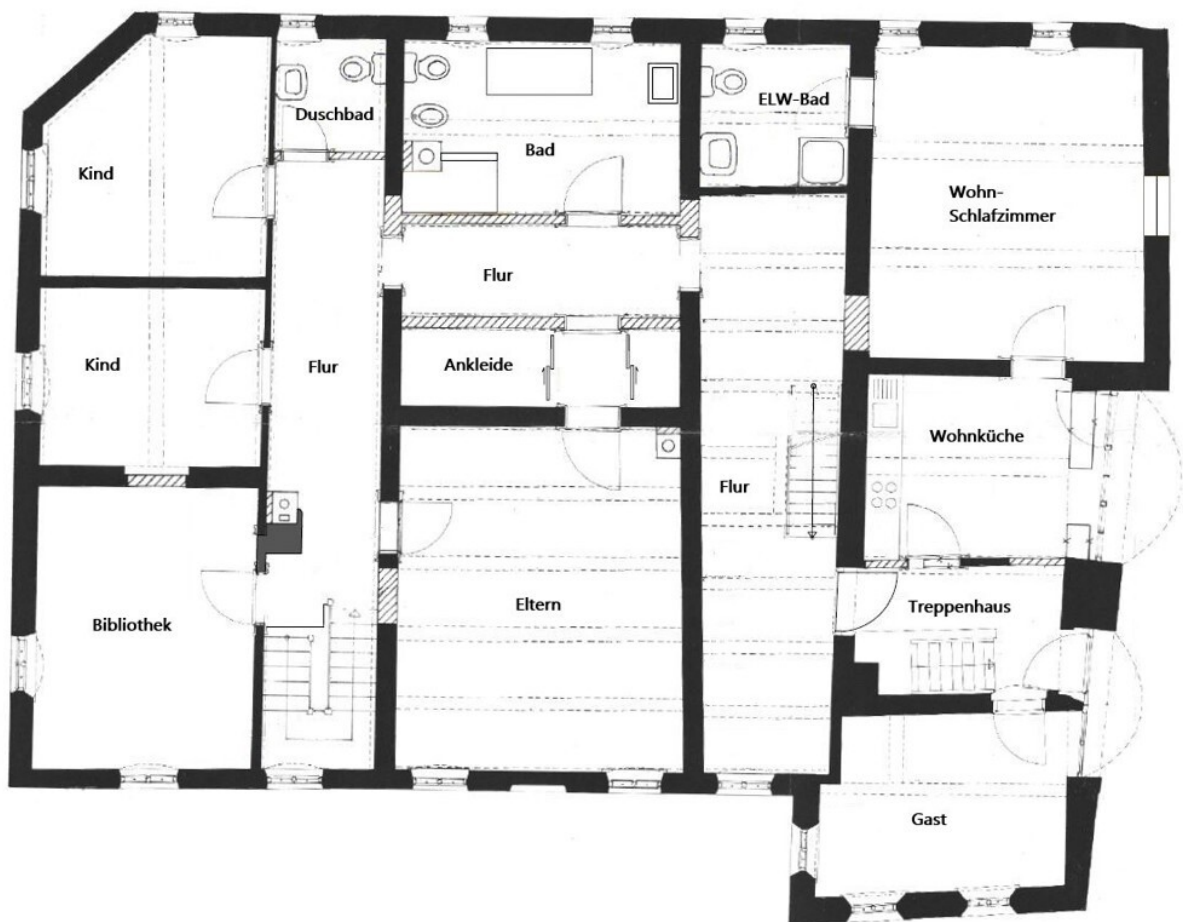 Duschbad
ELW-Bad
Kind
Bad
Wohn-
Schlafzimmer
Flur
Kind
Flur
Ankleide
Wohnküche
Flur
Eltern
Treppenhaus
Bibliothek
Gast